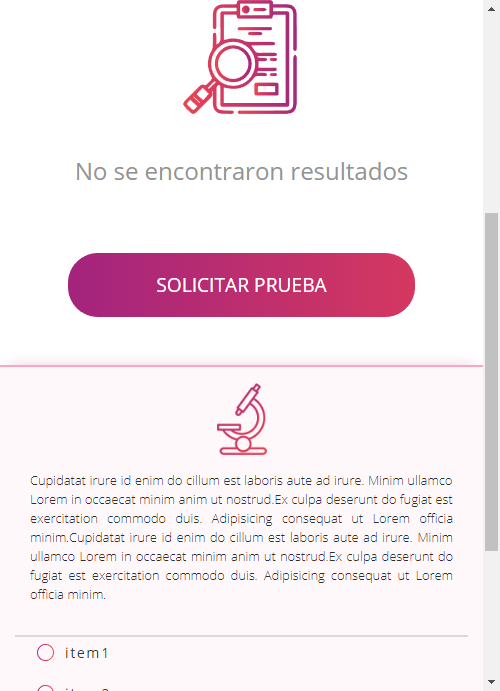 No se encontraron resultados
SOLICITAR PRUEBA
Cupidatat irure id enim do cillum est laboris aute ad irure. Minim ullamco
Lorem in occaecat minim anim ut nostrud.Ex culpa deserunt do fugiat est
exercitation commodo duis. Adipisicing consequat ut Lorem officia
minim.Cupidatat irure id enim do cillum est laboris aute ad irure. Minim
ullamco Lorem in occaecat minim anim ut nostrud.Ex culpa deserunt do
fugiat est exercitation commodo duis. Adipisicing consequat ut Lorem
officia minim.
item1